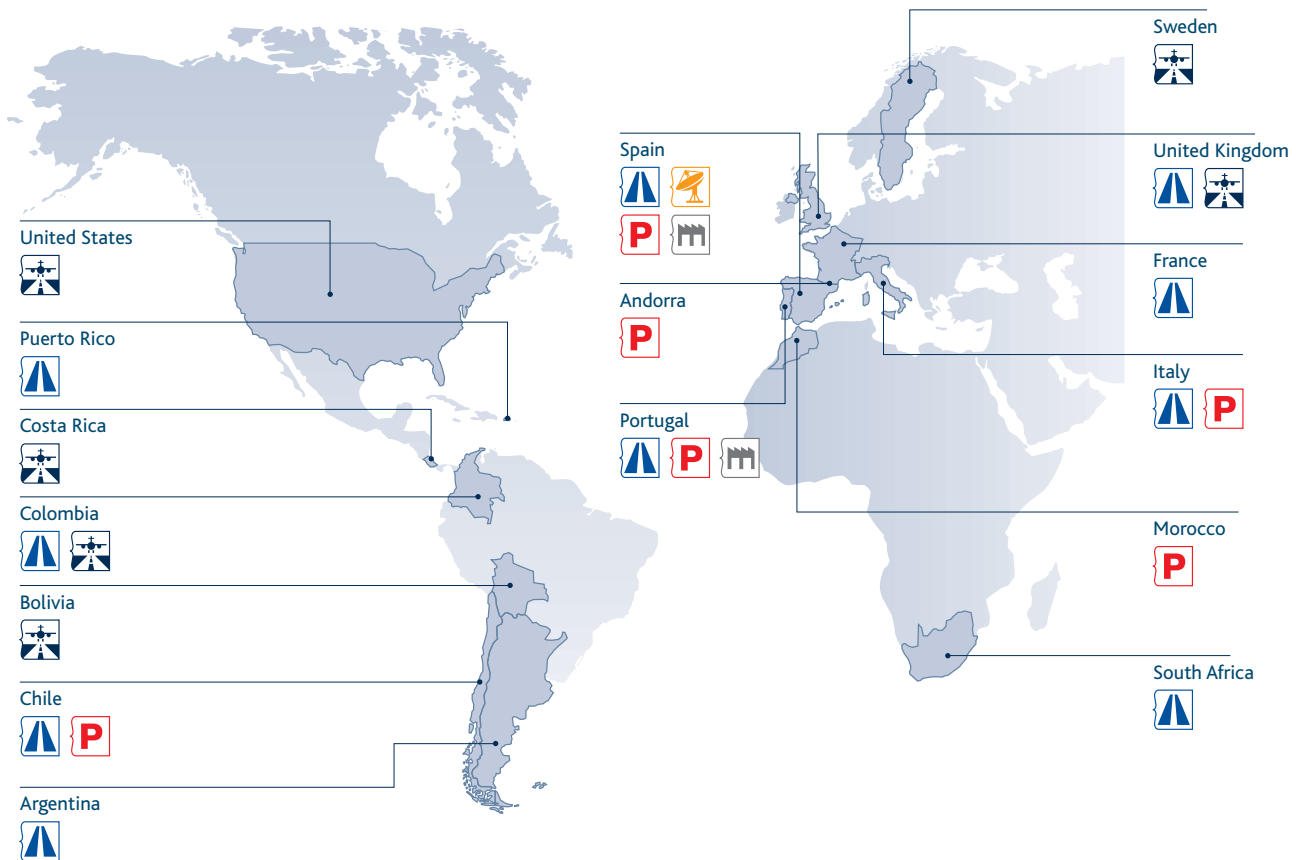 United States
Puerto Rico
Costa Rica
Colombia
Bolivia
Chile
P
Argentina
Spain
P
Andorra
P
Portugal
P
Sweden
United Kingdom
France
Italy
P
Morocco
P
South Africa